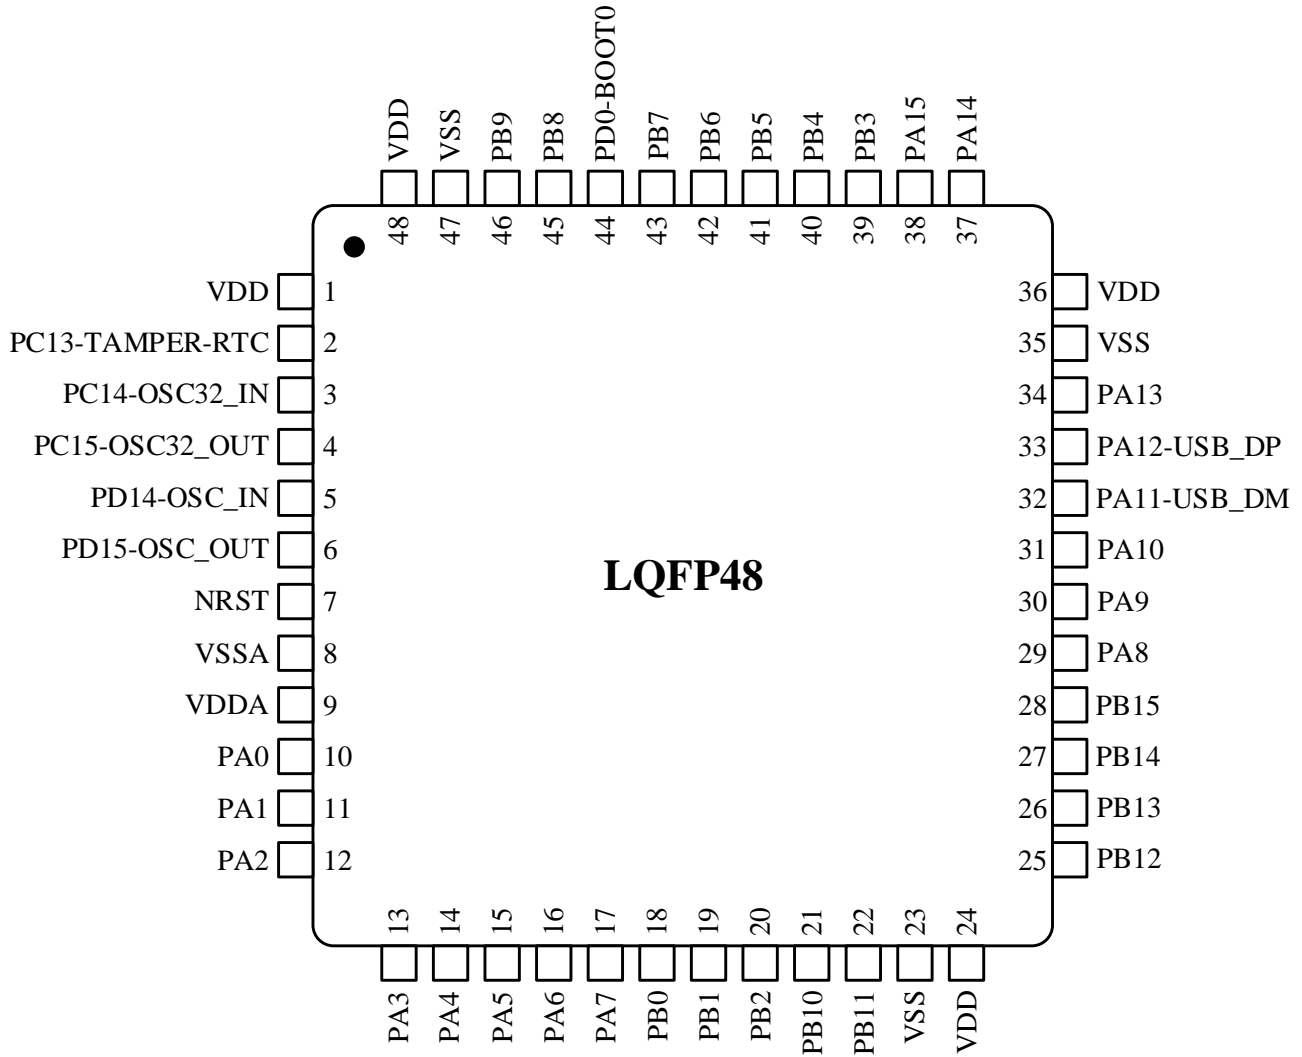 VDD
VSS
PB9
PB8
PD0-BOOT0
PB7
PB6
PB5
PB4
PB3
PA15
PA14
48
47
46
45
44
43
42
41
40
39
38
37
VDD 1
PC13-TAMPER-RTC 2
PC14-OSC32_IN 3
PC15-OSC32_OUT 4
PD14-OSC_IN 5
PD15-OSC_OUT 6
NRST 7
VSSA 8
VDDA 9
PA0 10
PA1 11
PA2 12
LQFP48
36 VDD
35 VSS
34 PA13
33 PA12-USB_DP
32 PA11-USB_DM
31 PA10
30 PA9
29 PA8
28 PB15
27 PB14
26 PB13
25 PB12
13
14
15
16
17
18
19
20
21
22
23
24
PA3
PA4
PA5
PA6
PA7
PB0
PB1
PB2
PB10
PB11
VSS
VDD